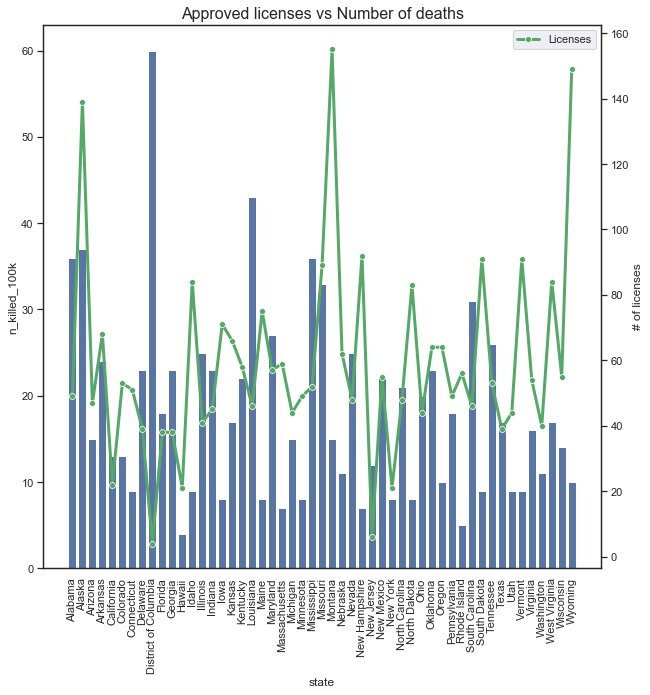 Approved licenses vs Number of deaths
Licenses
n_killed_100k
60
50
40
30
20
10
0
160
140
120
100
80
60
40
20
0
# of licenses
Alabama
Alaska
Arizona
Arkansas
California
Colorado
Connecticut
Delaware
District of Columbia
Florida
Georgia
Hawaii
Idaho
Illinois
Indiana
Iowa
Kansas
Kentucky
Louisiana
Maine
Maryland
Massachusetts
Michigan
Minnesota
Mississippi
Missouri
Montana
Nebraska
Nevada
New Hampshire
New Jersey
New Mexico
New York
North Carolina
North Dakota
Ohio
Oklahoma
Oregon
Pennsylvania
Rhode Island
South Carolina
South Dakota
Tennessee
Texas
Utah
Vermont
Virginia
Washington
West Virginia
Wisconsin
Wyoming
state